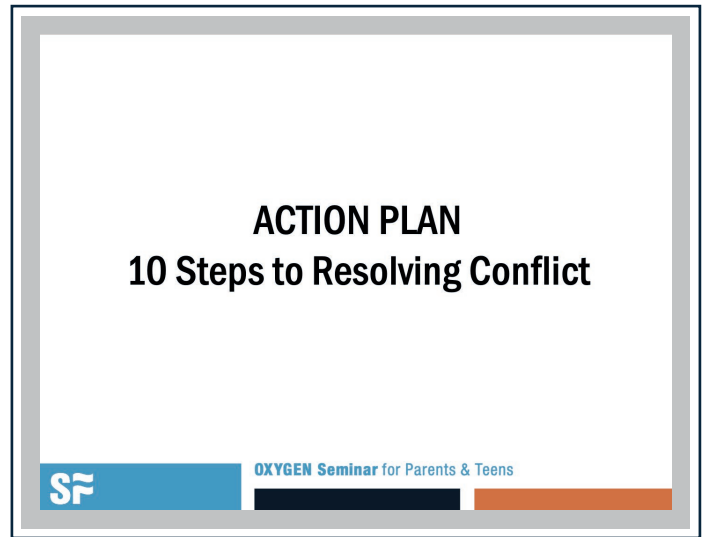 ACTION PLAN
10 Steps to Resolving Conflict
OXYGEN Seminar for Parents & Teens
SF